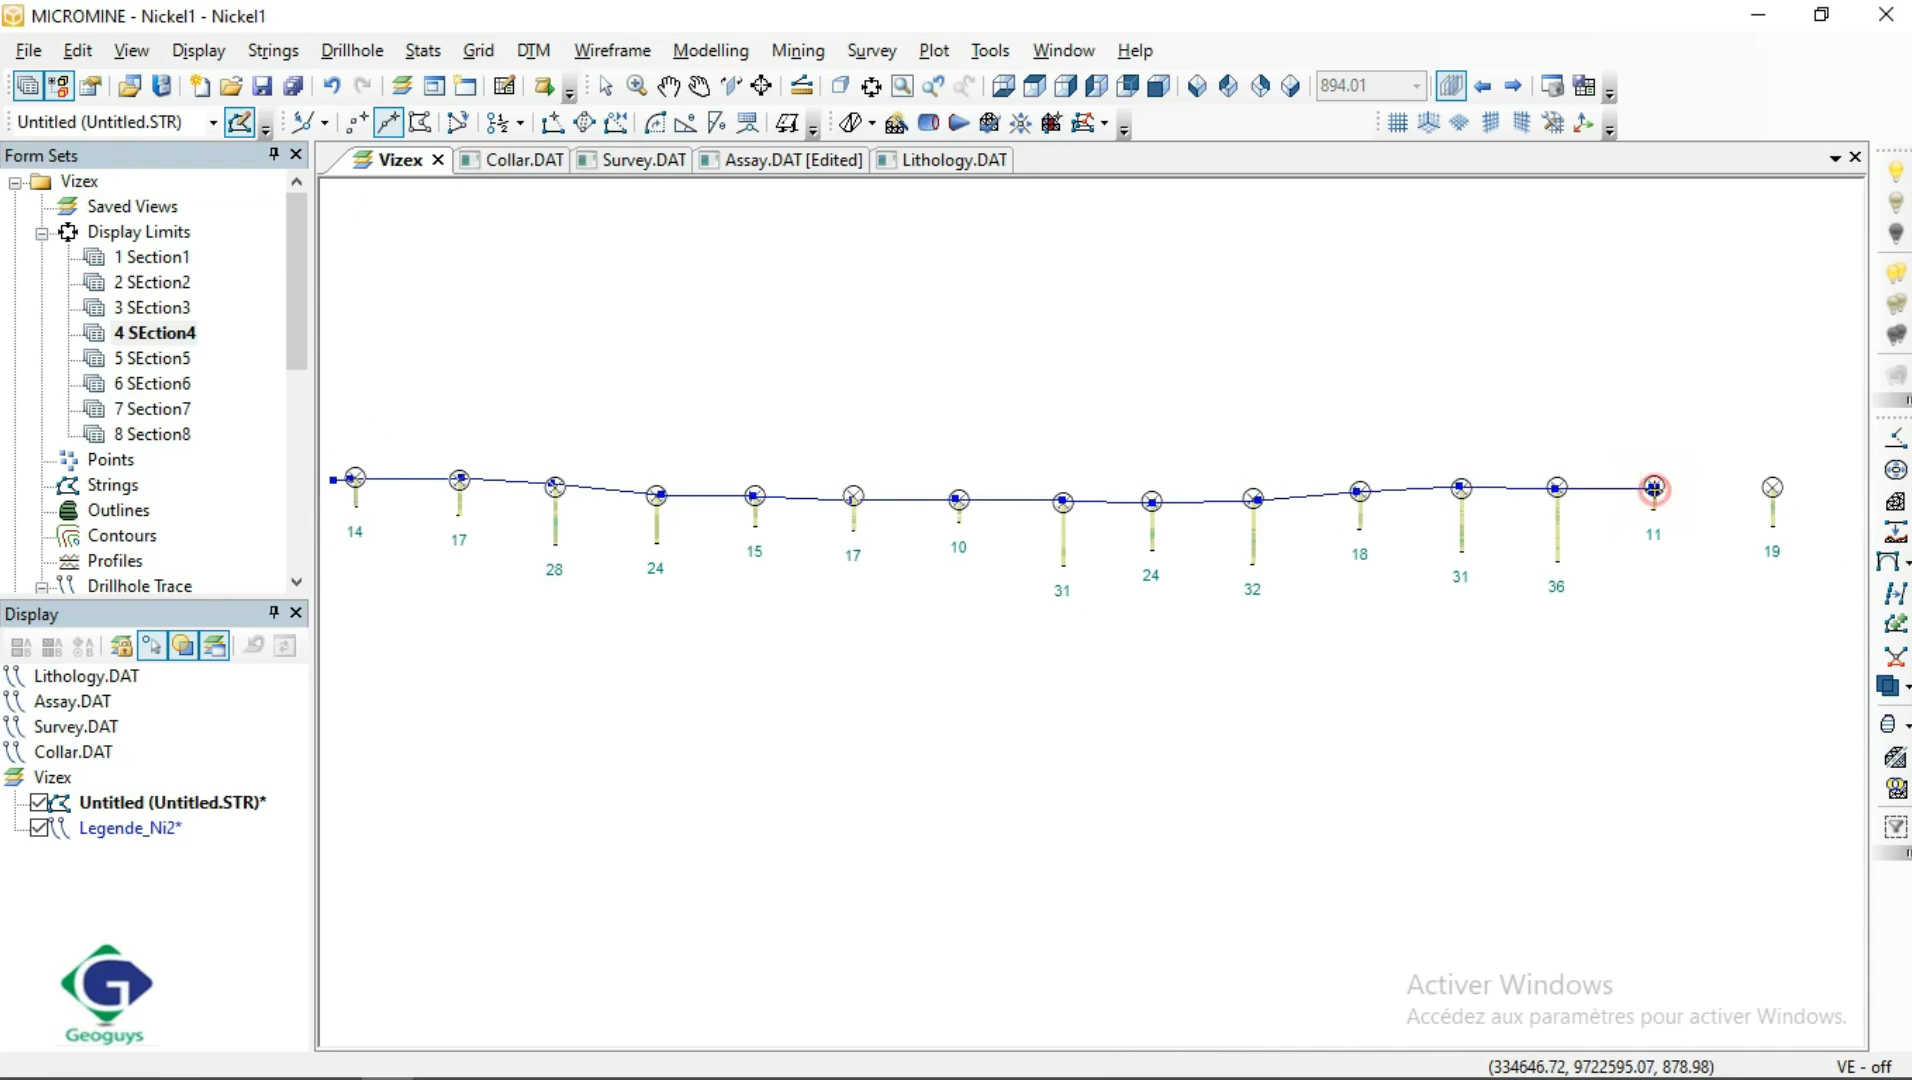 MICROMINE - Nickel1 - Nickel1
File Edit View Display Strings Drillhole Stats Grid DTM Wireframe Modelling Mining Survey Plot Tools Window Help
894.01
Untitled (Untitled.STR)
Form Sets
Vizex Collar.DAT Survey.DAT Assay.DAT [Edited] Lithology.DAT
Vizex
Saved Views
Display Limits
1 Section1
2 SEction2
3 SEction3
4 SEction4
5 SEction5
6 SEction6
7 Section7
8 Section8
Points
Strings
Outlines
Contours
Profiles
Drillhole Trace
14 17 28 24 15 17 10 31 24 32 18 31 36 11 19
Display
Lithology.DAT
Assay.DAT
Survey.DAT
Collar.DAT
Vizex
Untitled (Untitled.STR)*
Legende_Ni2*
G
Geoguys
Activer Windows
Accédez aux paramètres pour activer Windows.
(334646.72, 9722595.07, 878.98) VE - off